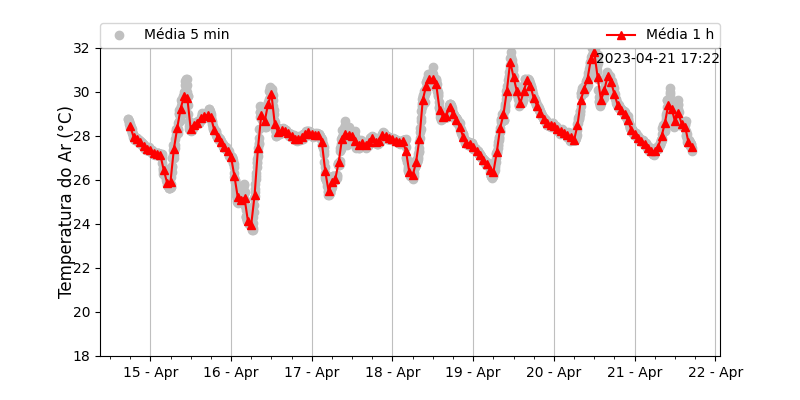 Média 5 min
Média 1 h
2023-04-21 17:22
Temperatura do Ar (°C)
32
30
28
26
24
22
20
18
15 - Apr
16 - Apr
17 - Apr
18 - Apr
19 - Apr
20 - Apr
21 - Apr
22 - Apr